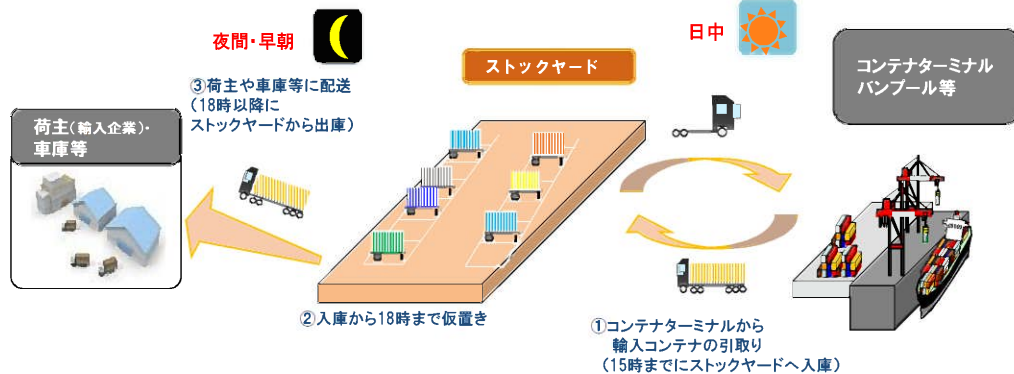 夜間・早朝
日中
ストックヤード
コンテナターミナル
バンプール等
③荷主や車庫等に配送
（18時以降に
ストックヤードから出庫）
荷主（輸入企業）・
車庫等
②入庫から18時まで仮置き
①コンテナターミナルから
輸入コンテナの引取り
（15時までにストックヤードへ入庫）